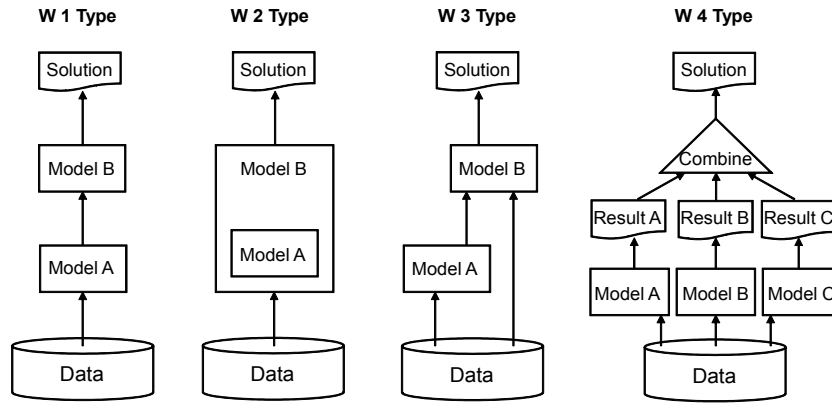 W 1 Type
W 2 Type
W 3 Type
W 4 Type
Solution
Solution
Solution
Solution
Model B
Model B
Model B
Combine
Result A
Result B
Result C
Model A
Model A
Model A
Model A
Model B
Model C
Data
Data
Data
Data